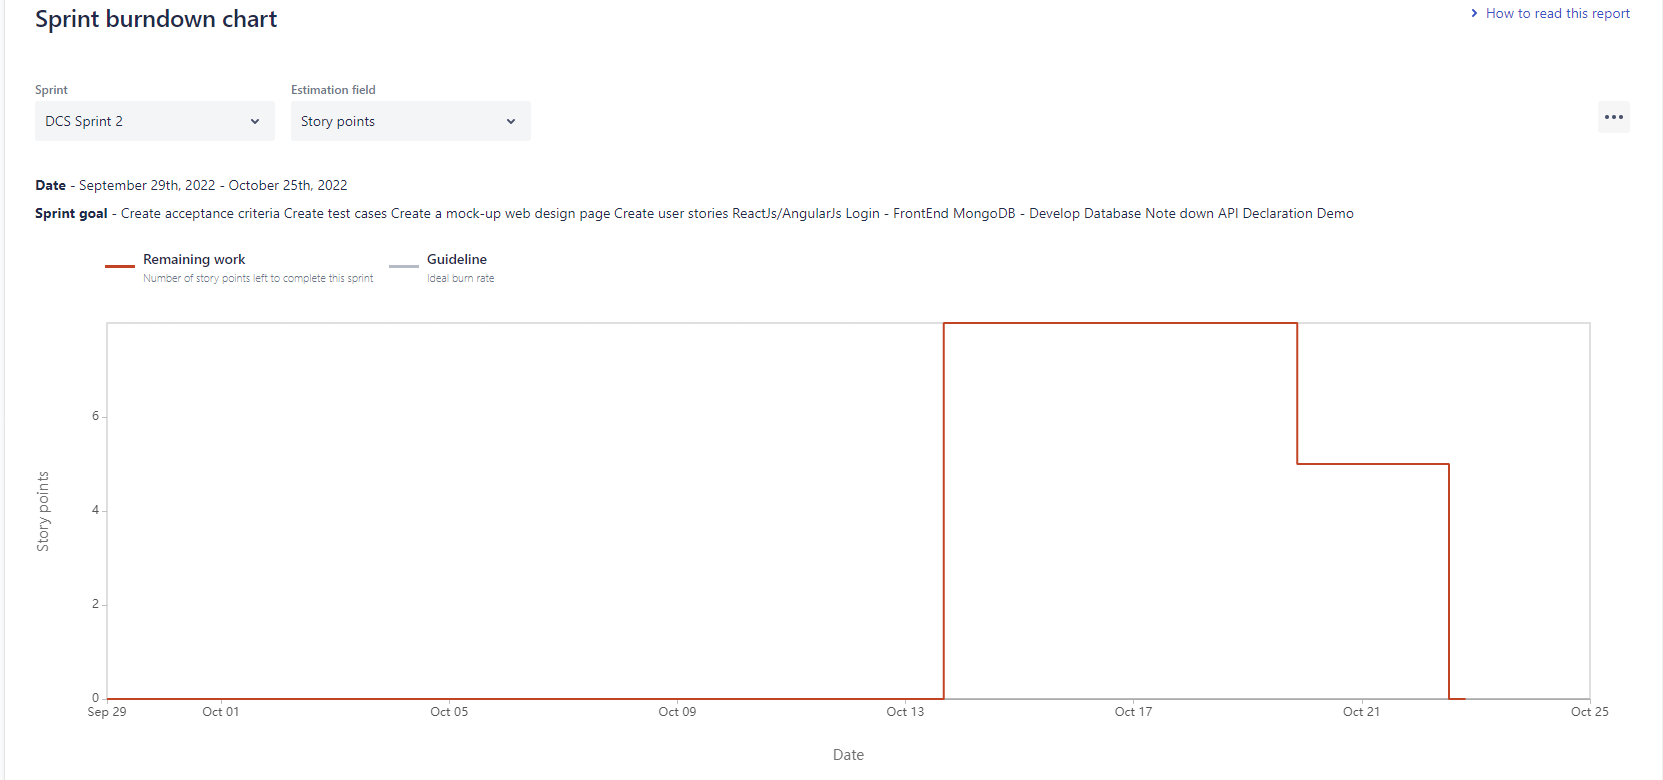 Sprint burndown chart
How to read this report
Sprint
Estimation field
DCS Sprint 2
Story points
Date - September 29th, 2022 - October 25th, 2022
Sprint goal - Create acceptance criteria Create test cases Create a mock-up web design page Create user stories ReactJs/AngularJs Login - FrontEnd MongoDB - Develop Database Note down API Declaration Demo
Remaining work
Number of story points left to complete this sprint
Guideline
Ideal burn rate
Story points
6
4
2
0
Sep 29
Oct 01
Oct 05
Oct 09
Oct 13
Oct 17
Oct 21
Oct 25
Date